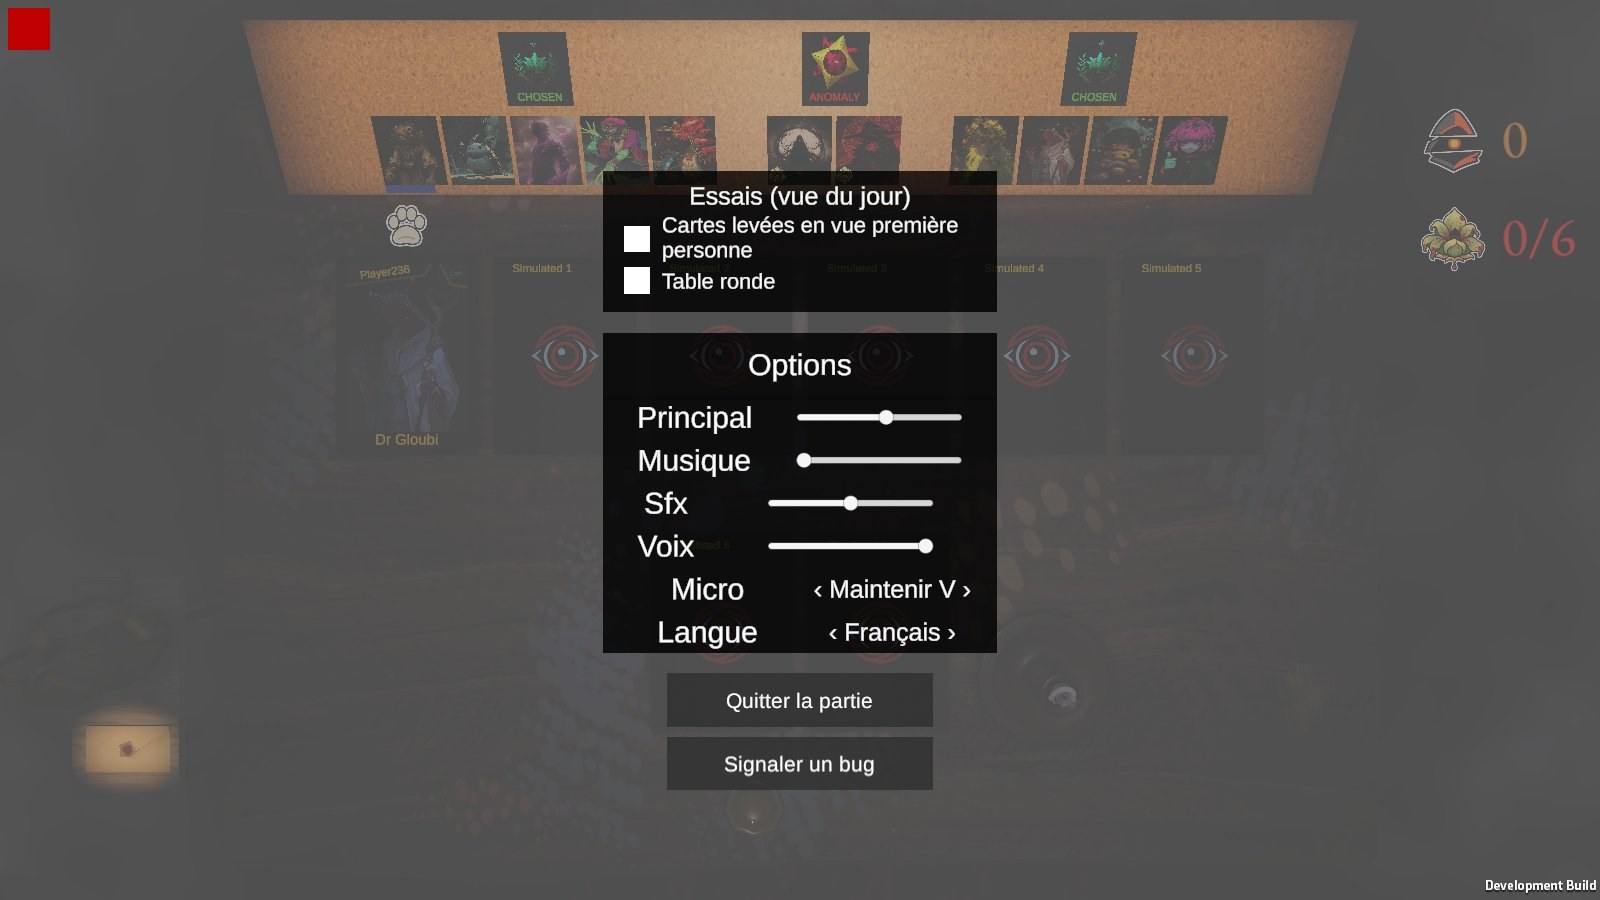 CHOSEN
ANOMALY
CHOSEN
0
Essais (vue du jour)
Cartes levées en vue première
personne
Table ronde
0/6
Player236
Simulated 1
Simulated 3
Simulated 4
Simulated 5
Dr Gloubi
Options
Principal
Musique
Sfx
Voix
Micro
‹ Maintenir V ›
Langue
‹ Français ›
Quitter la partie
Signaler un bug
Development Build